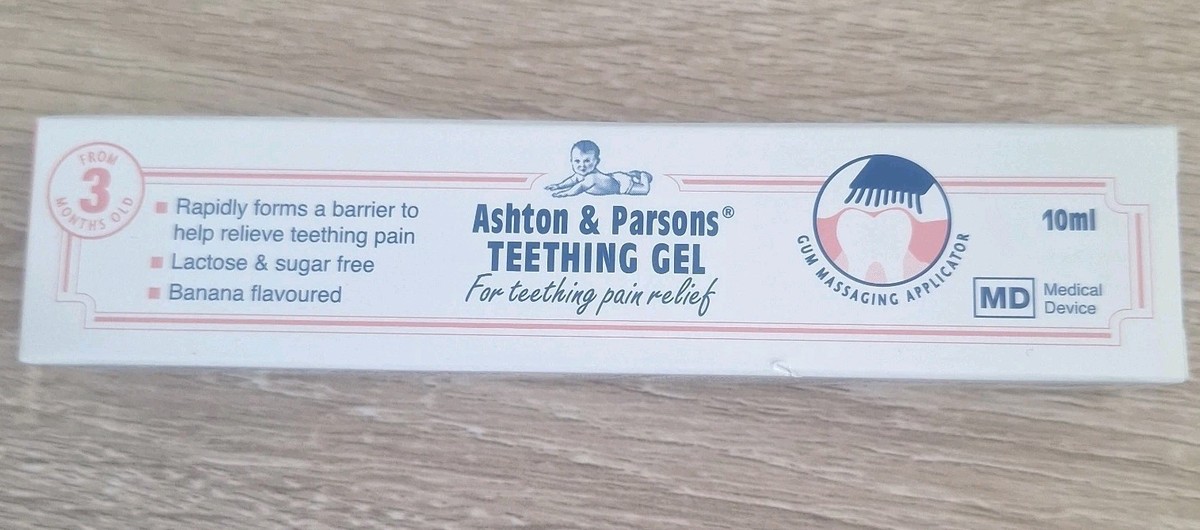 FROM
3
MONTHS OLD
Rapidly forms a barrier to
help relieve teething pain
Lactose & sugar free
Banana flavoured
Ashton & Parsons®
TEETHING GEL
For teething pain relief
GUM MASSAGING APPLICATOR
10ml
MD
Medical
Device